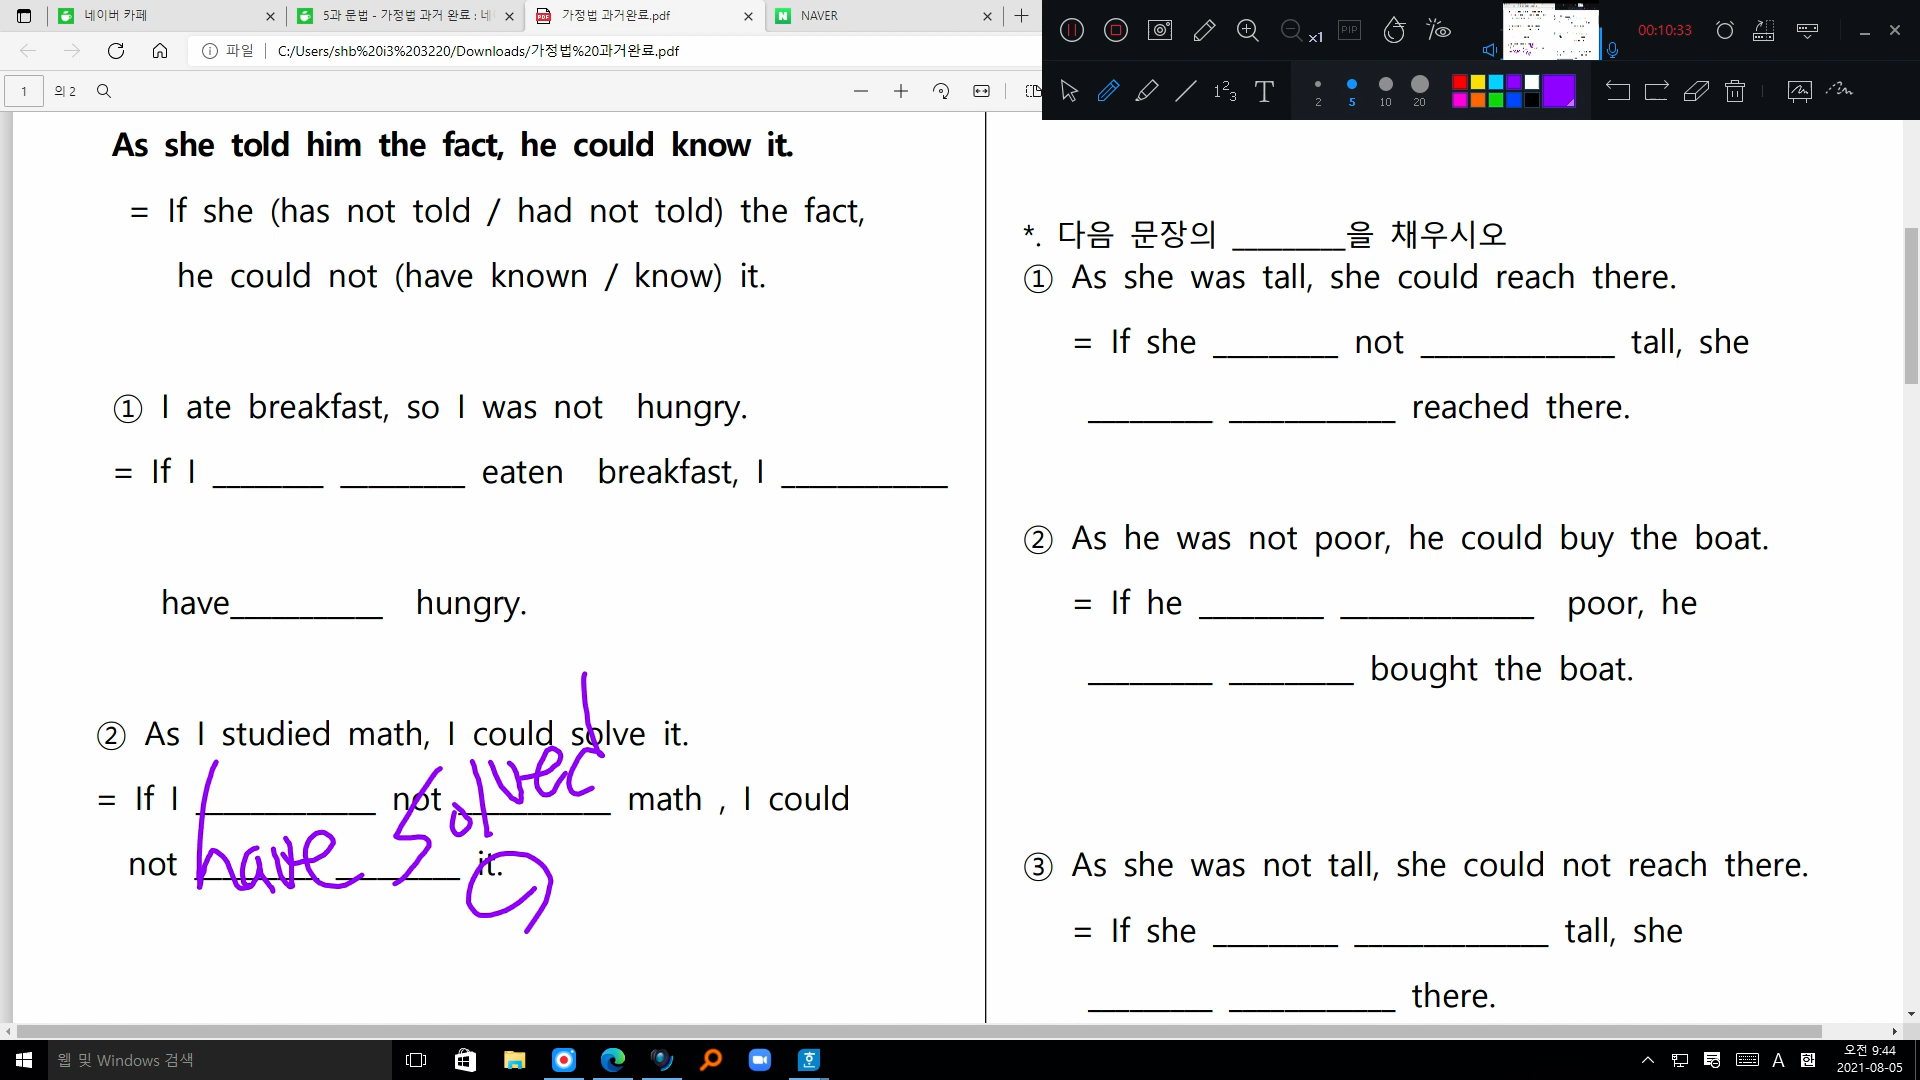 네이버 카페
5과 문법 - 가정법 과거 완료 : 네
가정법 과거완료.pdf
NAVER
파일
C:/Users/shb%20i3%203220/Downloads/가정법%20과거완료.pdf
1 의 2
x1
PIP
00:10:33
2 5 10 20
As she told him the fact, he could know it.
= If she (has not told / had not told) the fact,
he could not (have known / know) it.
① I ate breakfast, so I was not hungry.
= If I _______ ________ eaten breakfast, I __________
have__________ hungry.
② As I studied math, I could solve it.
= If I ___________ not __________ math , I could
not ________ ________ it.
have solved
*. 다음 문장의 _______을 채우시오
① As she was tall, she could reach there.
= If she ________ not ____________ tall, she
________ __________ reached there.
② As he was not poor, he could buy the boat.
= If he ________ ____________ poor, he
________ ________ bought the boat.
③ As she was not tall, she could not reach there.
= If she ________ ____________ tall, she
________ __________ there.
웹 및 Windows 검색
A 한
오전 9:44
2021-08-05